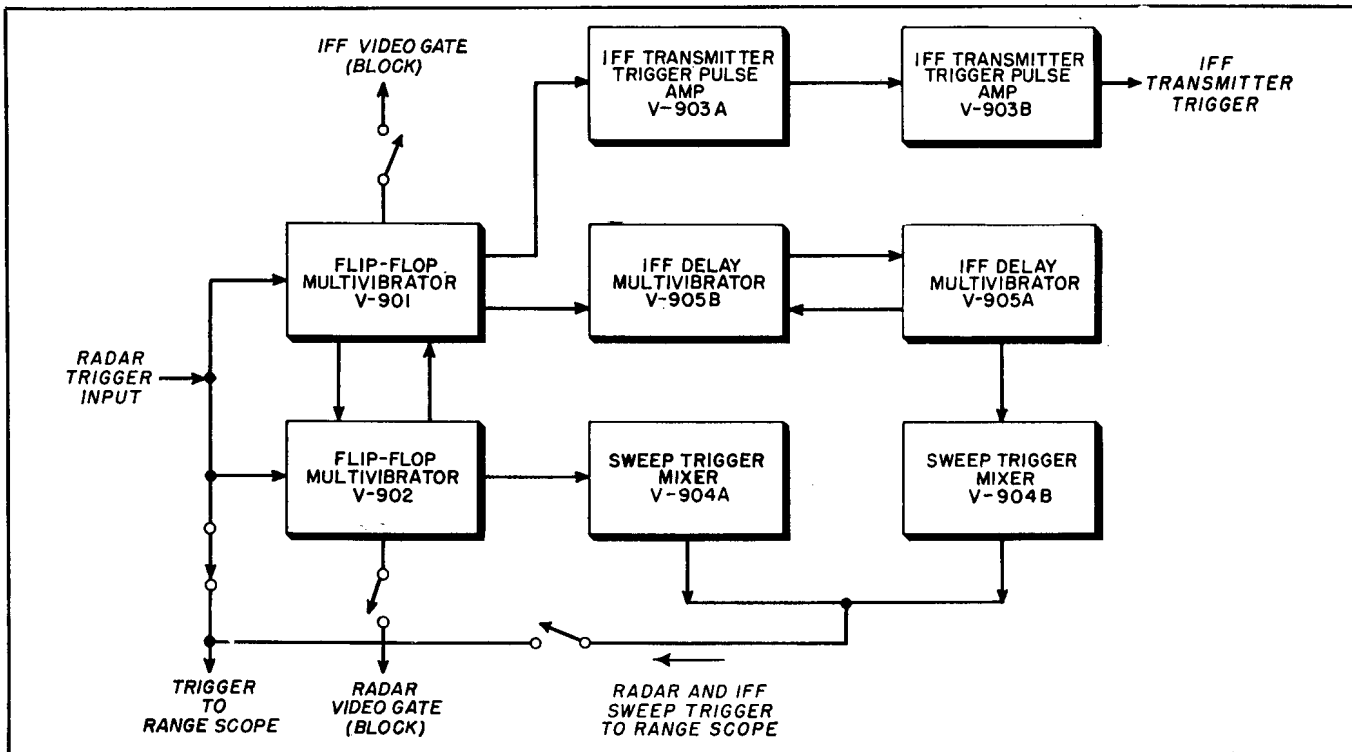 IFF VIDEO GATE
(BLOCK)
IFF TRANSMITTER
TRIGGER PULSE
AMP
V-903A
IFF TRANSMITTER
TRIGGER PULSE
AMP
V-903B
IFF
TRANSMITTER
TRIGGER
FLIP-FLOP
MULTIVIBRATOR
V-901
IFF DELAY
MULTIVIBRATOR
V-905B
IFF DELAY
MULTIVIBRATOR
V-905A
RADAR
TRIGGER
INPUT
FLIP-FLOP
MULTIVIBRATOR
V-902
SWEEP TRIGGER
MIXER
V-904A
SWEEP TRIGGER
MIXER
V-904B
TRIGGER
TO
RANGE SCOPE
RADAR
VIDEO GATE
(BLOCK)
RADAR AND IFF
SWEEP TRIGGER
TO RANGE SCOPE